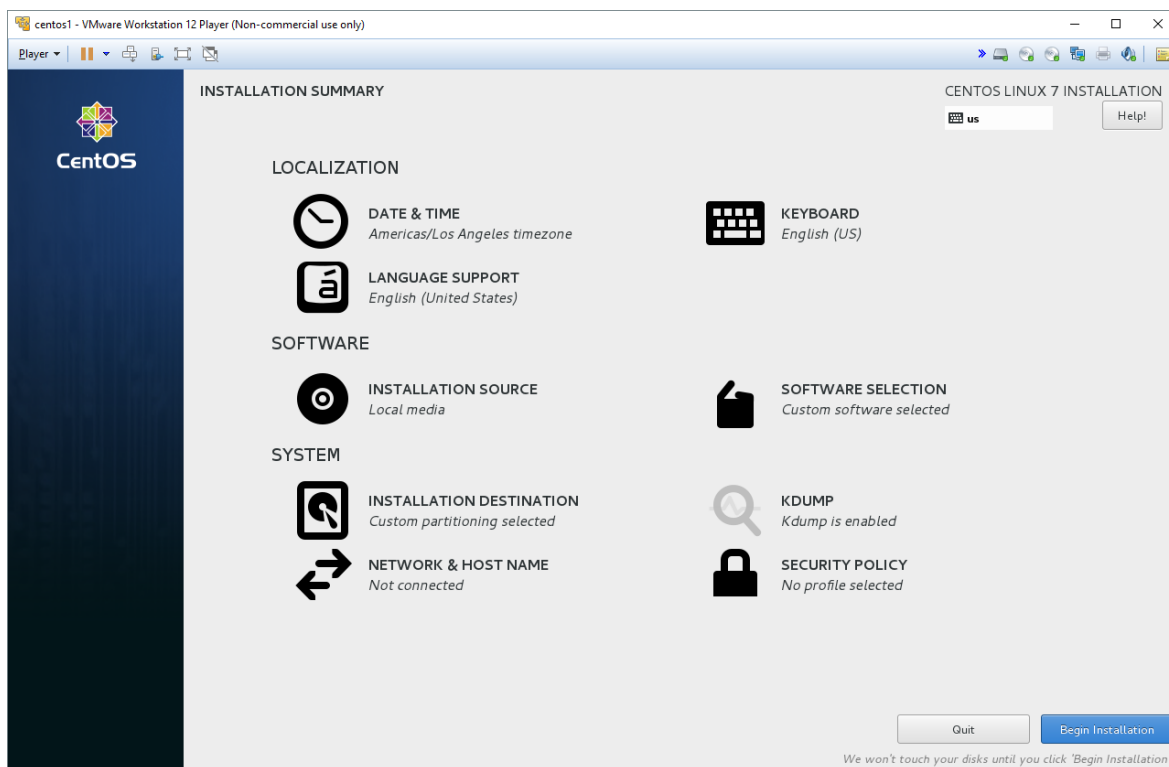 centos1 - VMware Workstation 12 Player (Non-commercial use only)
Player
CentOS
INSTALLATION SUMMARY
CENTOS LINUX 7 INSTALLATION
us
Help!
LOCALIZATION
DATE & TIME
Americas/Los Angeles timezone
KEYBOARD
English (US)
á
LANGUAGE SUPPORT
English (United States)
SOFTWARE
INSTALLATION SOURCE
Local media
SOFTWARE SELECTION
Custom software selected
SYSTEM
INSTALLATION DESTINATION
Custom partitioning selected
KDUMP
Kdump is enabled
NETWORK & HOST NAME
Not connected
SECURITY POLICY
No profile selected
Quit
Begin Installation
We won't touch your disks until you click 'Begin Installation